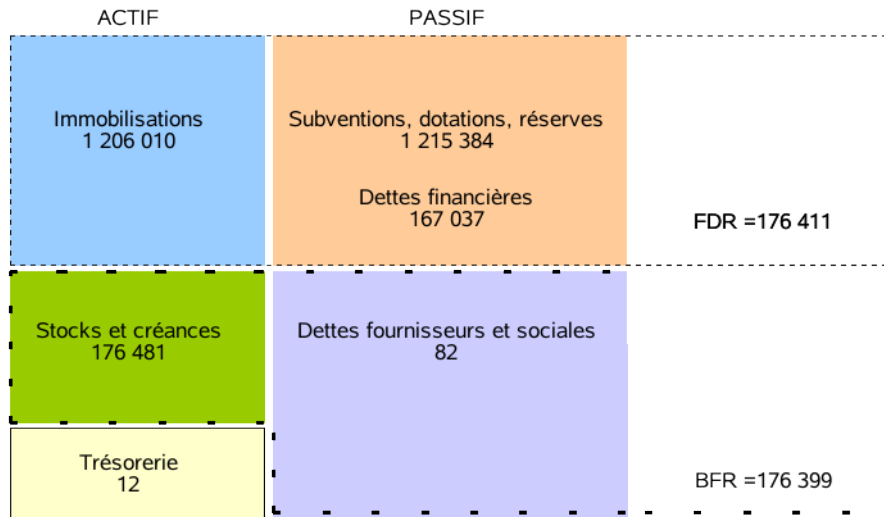 ACTIF
PASSIF
Immobilisations
1 206 010
Subventions, dotations, réserves
1 215 384
Dettes financières
167 037
FDR =176 411
Stocks et créances
176 481
Dettes fournisseurs et sociales
82
Trésorerie
12
BFR =176 399